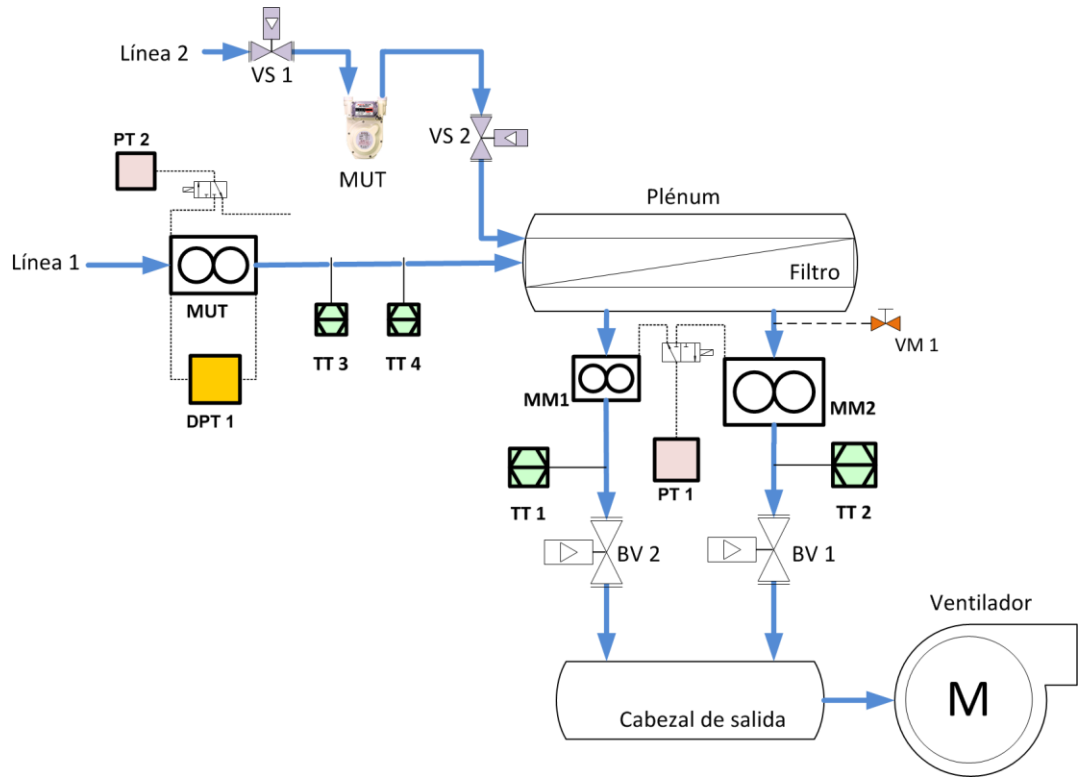 Línea 2
VS 1
VS 2
MUT
PT 2
Línea 1
MUT
DPT 1
TT 3
TT 4
Plénum
Filtro
VM 1
MM1
MM2
PT 1
TT 1
TT 2
BV 2
BV 1
Ventilador
M
Cabezal de salida